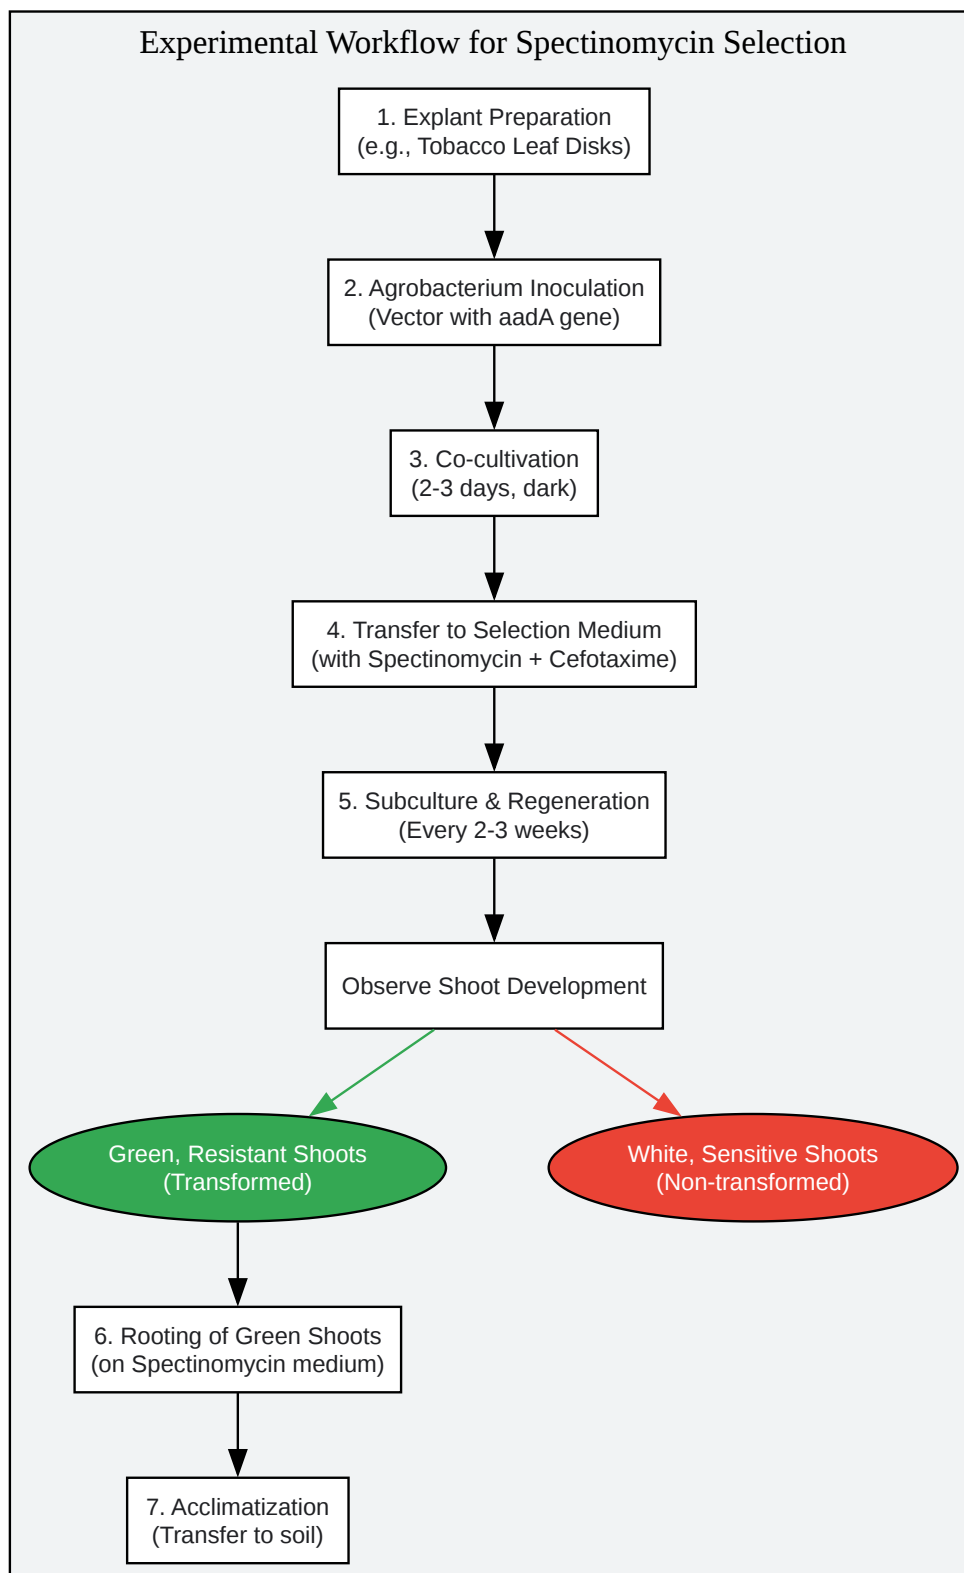 Experimental Workflow for Spectinomycin Selection
1. Explant Preparation
(e.g., Tobacco Leaf Disks)
2. Agrobacterium Inoculation
(Vector with aadA gene)
3. Co-cultivation
(2-3 days, dark)
4. Transfer to Selection Medium
(with Spectinomycin + Cefotaxime)
5. Subculture & Regeneration
(Every 2-3 weeks)
Observe Shoot Development
Green, Resistant Shoots
(Transformed)
White, Sensitive Shoots
(Non-transformed)
6. Rooting of Green Shoots
(on Spectinomycin medium)
7. Acclimatization
(Transfer to soil)